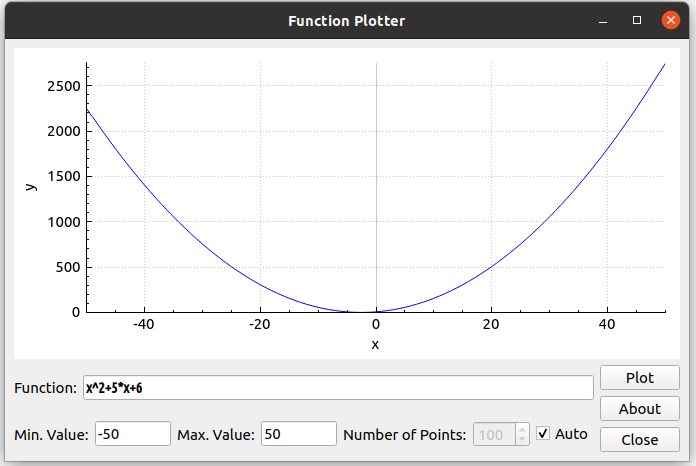 Function Plotter
2500
2000
1500
1000
500
0
y
-40 -20 0 20 40
x
Function: x^2+5*x+6
Plot
About
Min. Value: -50 Max. Value: 50 Number of Points: 100 Auto
Close